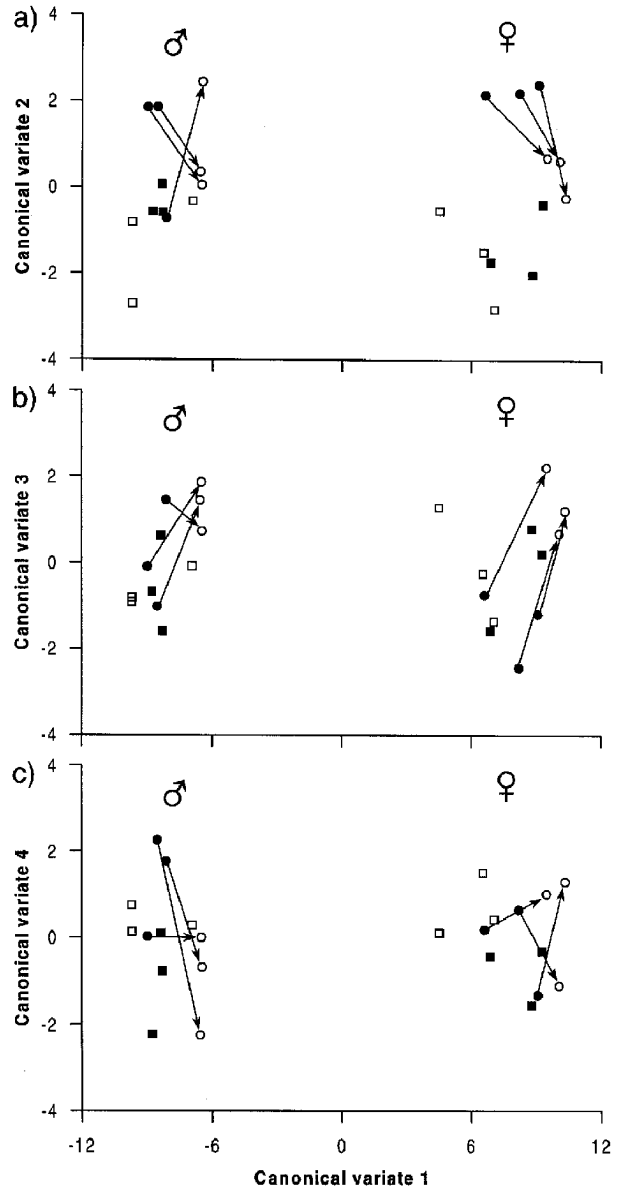 a)
♂ ♀
4
2
0
-2
-4
Canonical variate 2
b)
♂ ♀
4
2
0
-2
-4
Canonical variate 3
c)
♂ ♀
4
2
0
-2
-4
Canonical variate 4
-12 -6 0 6 12
Canonical variate 1